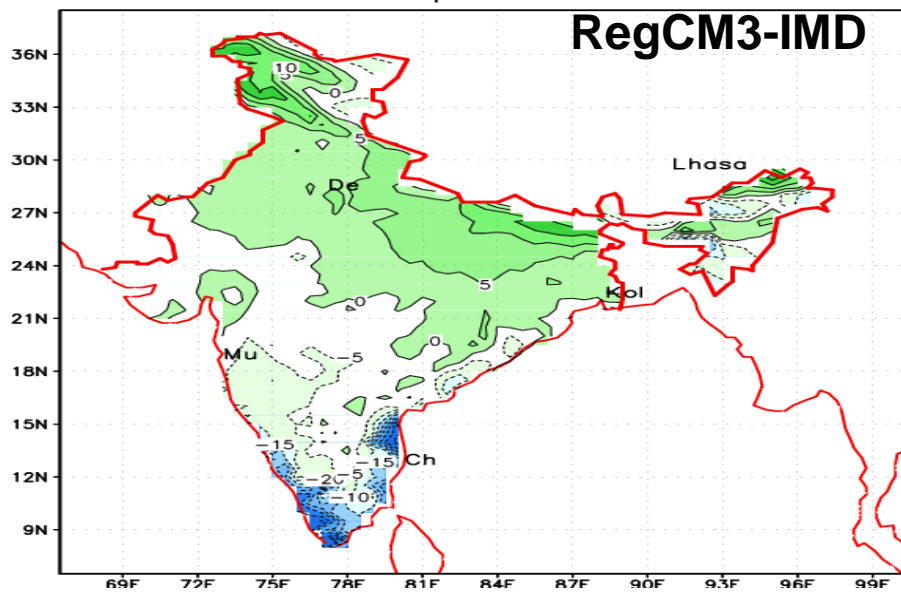 RegCM3-IMD
36N
10
5
0
33N
5
30N
Lhasa
De
27N
24N
5
Kol
0
21N
0
Mu
-5
18N
15N
-15
-15
Ch
-5
12N
-20
-10
9N
69E 72E 75E 78E 81E 84E 87E 90E 93E 96E 99E